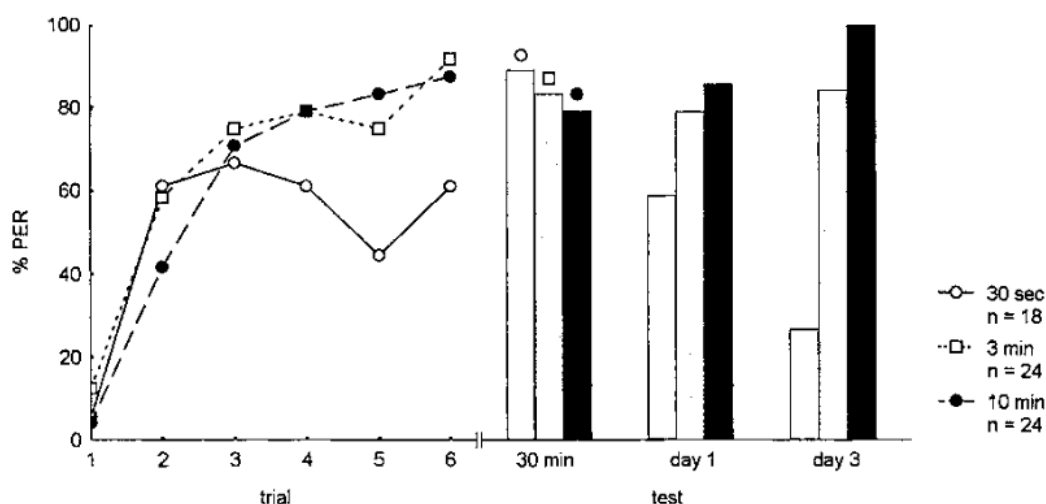 100
80
60
40
20
0
% PER
1 2 3 4 5 6
trial
30 min day 1 day 3
test
30 sec
n = 18
3 min
n = 24
10 min
n = 24